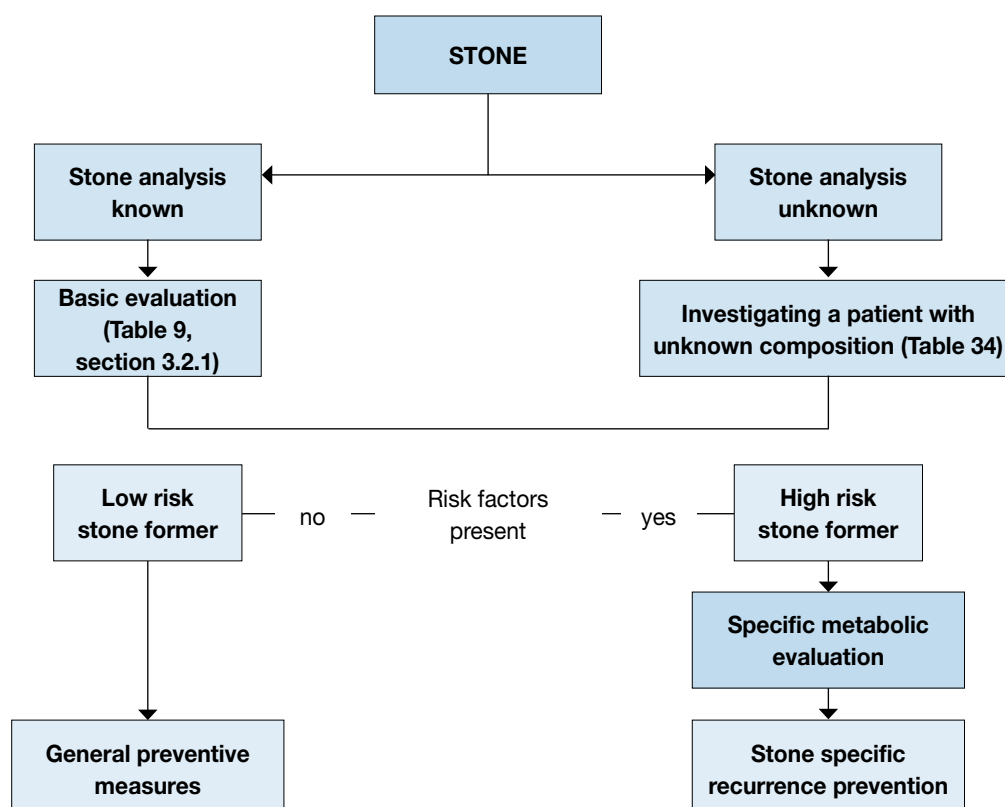 STONE
Stone analysis
known
Stone analysis
unknown
Basic evaluation
(Table 9,
section 3.2.1)
Investigating a patient with
unknown composition (Table 34)
Low risk
stone former
no
Risk factors
present
yes
High risk
stone former
Specific metabolic
evaluation
General preventive
measures
Stone specific
recurrence prevention